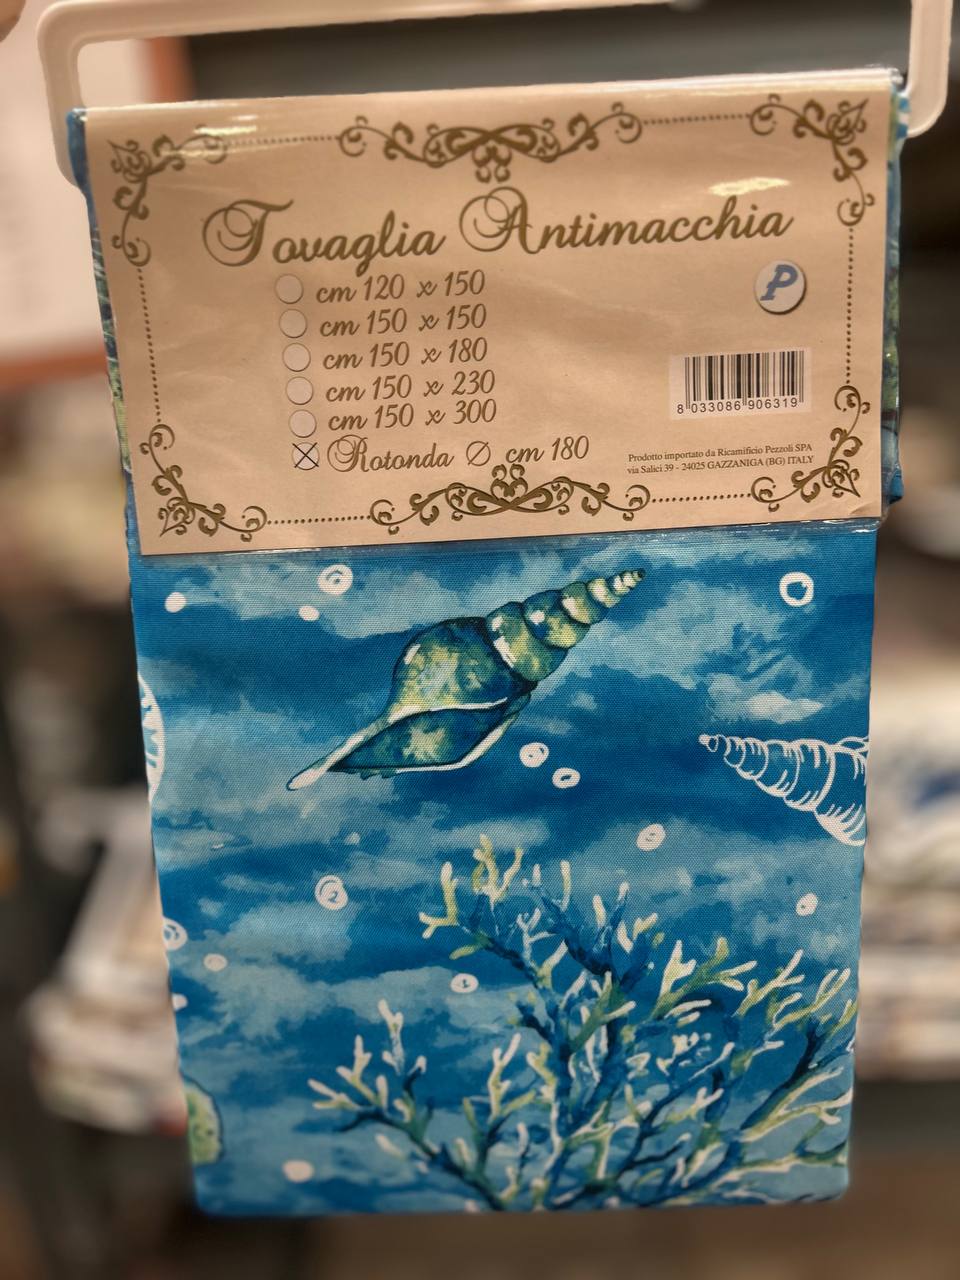 Tovaglia Antimacchia
cm 120 x 150
cm 150 x 150
cm 150 x 180
cm 150 x 230
cm 150 x 300
Rotonda Ø cm 180
P
8 033086 906319
Prodotto importato da Ricamificio Pezzoli SPA
via Salici 39 - 24025 GAZZANIGA (BG) ITALY